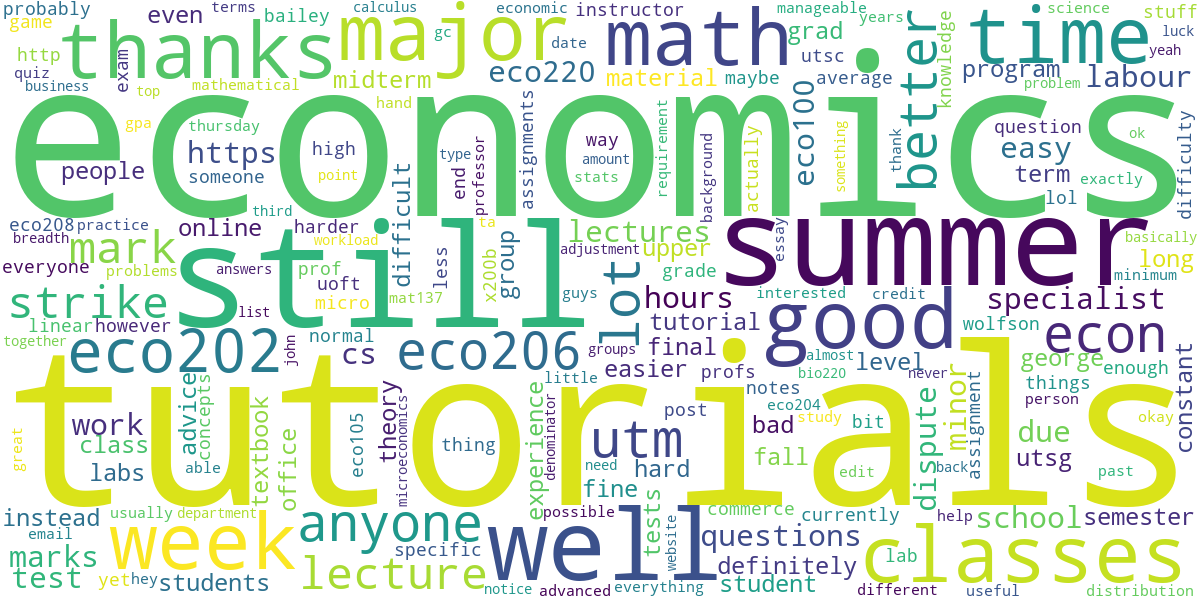 probably
game
even
bailey
calculus
terms
gc
economic
instructor
manageable
grad
years
science
stuff
http
exam
thanks
major
date
math
utsc
time
luck
yeah
quiz
business
top
mathematical
midterm
eco220
material
maybe
average
program
labour
problem
knowledge
better
economics
gpa
thursday
hand
people
https
someone
high
point
difficult
type
professor
end
assignments
way
amount
stats
requirement
background
actually
eco100
something
thank
question
easy
term
lol
ok
exactly
difficulty
eco208
practice
breadth
everyone
third
online
harder
workload
mark
problems
answers
still
prof
uoft
micro
mat137
less
ta
x200b
group
lectures
adjustment
upper
grade
guys
lot
summer
essay
basically
long
minimum
strike
linear
however
list
together
eco202
john
normal
cs
eco206
hours
tutorial
final
groups
easier
profs
interested
credit
good
almost
level
never
specialist
wolfson
econ
george
enough
things
person
constant
tutorials
great
work
class
labs
advice
concepts
able
textbook
office
eco105
theory
microeconomics
thing
experience
little
denominator
need
fine
utm
hard
post
notes
bio220
eco204
bad
study
bit
fall
edit
dispute
minor
back
assignment
due
utsg
okay
past
instead
email
usually
department
week
anyone
specific
well
possible
tests
website
commerce
questions
currently
help
school
semester
marks
test
yet
hey
students
lecture
notice
advanced
everything
definitely
student
lab
classes
different
useful
distribution